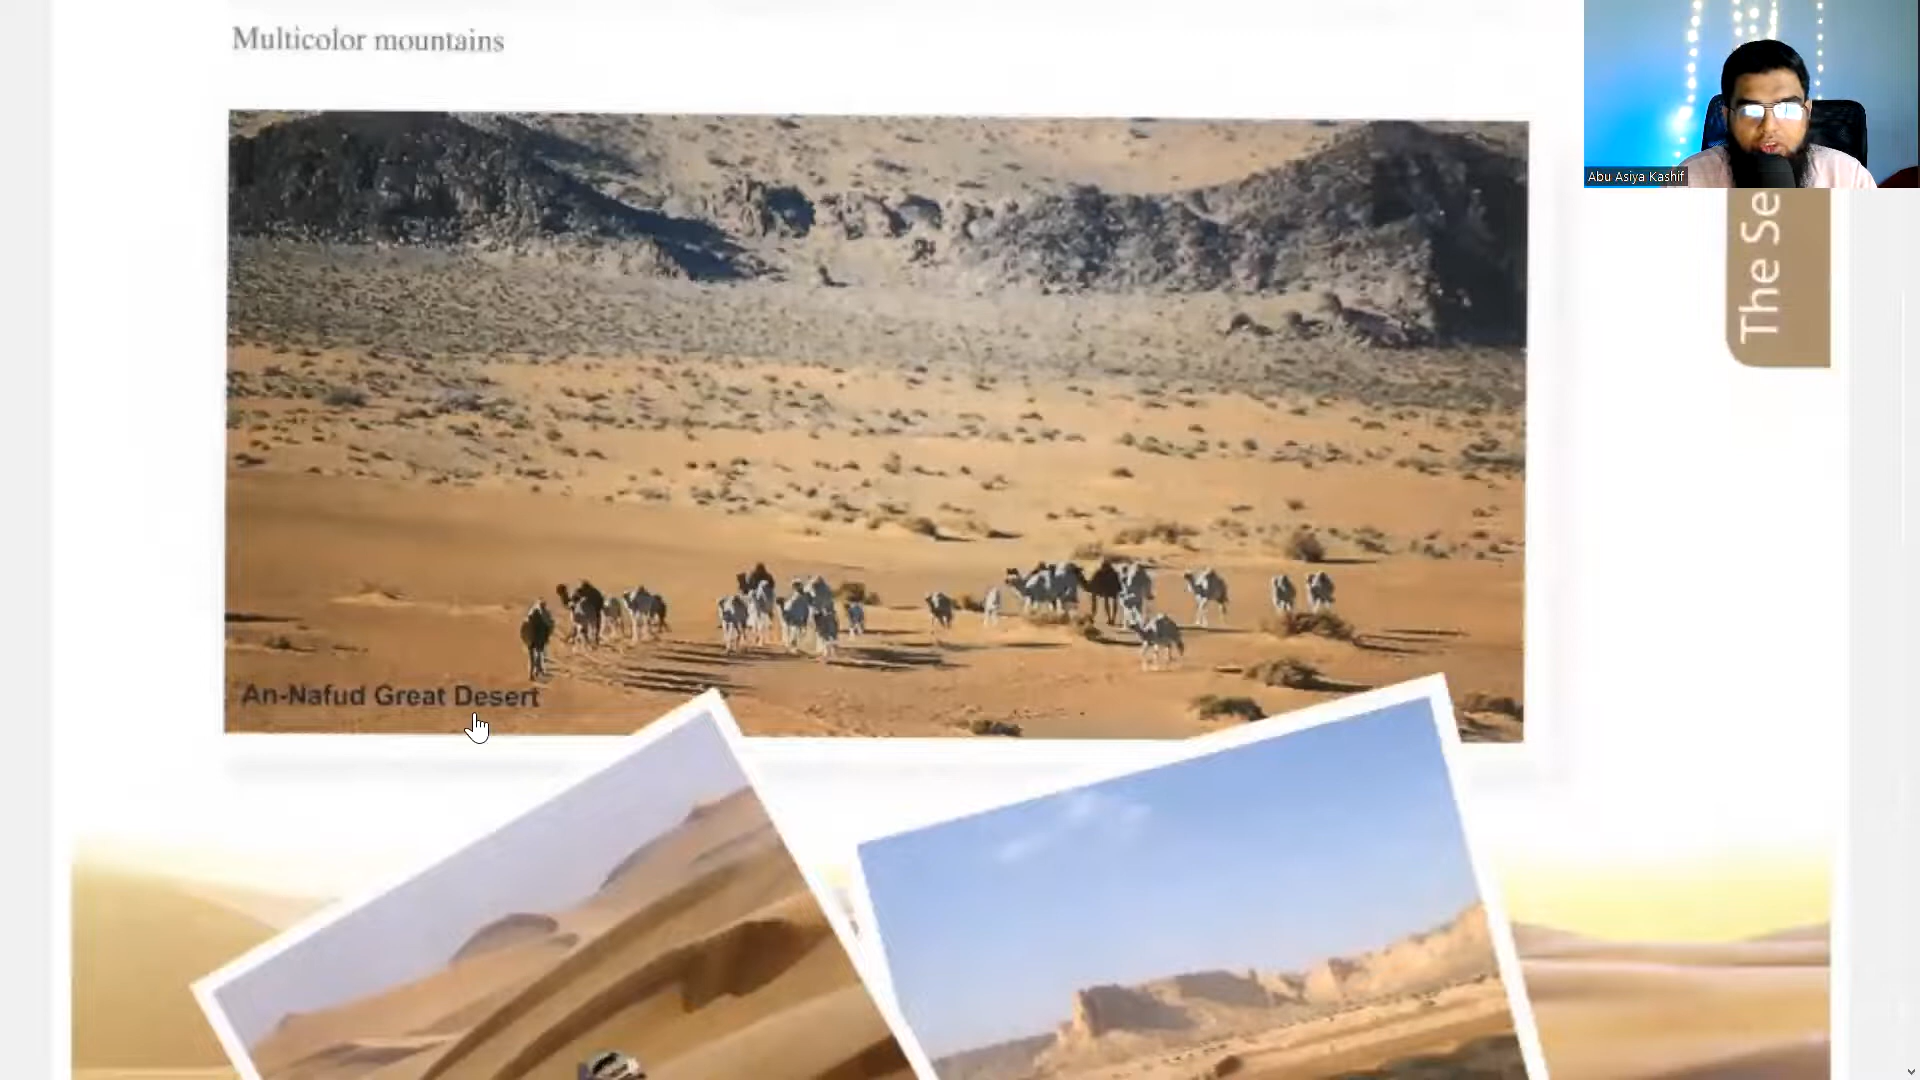 Multicolor mountains
Abu Asiya Kashif
The Se
An-Nafud Great Desert